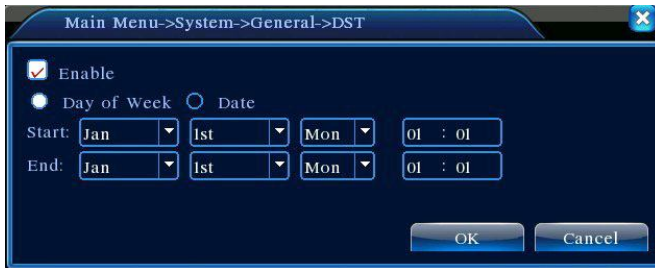 Main Menu->System->General->DST
Enable
Day of Week Date
Start: Jan 1st Mon 01 : 01
End: Jan 1st Mon 01 : 01
OK Cancel